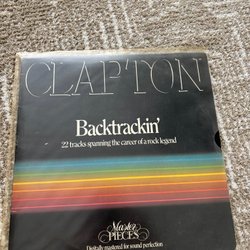 CLAPTON
Backtrackin'
22 tracks spanning the career of a rock legend
Master
PIECES
Digitally mastered for sound perfection